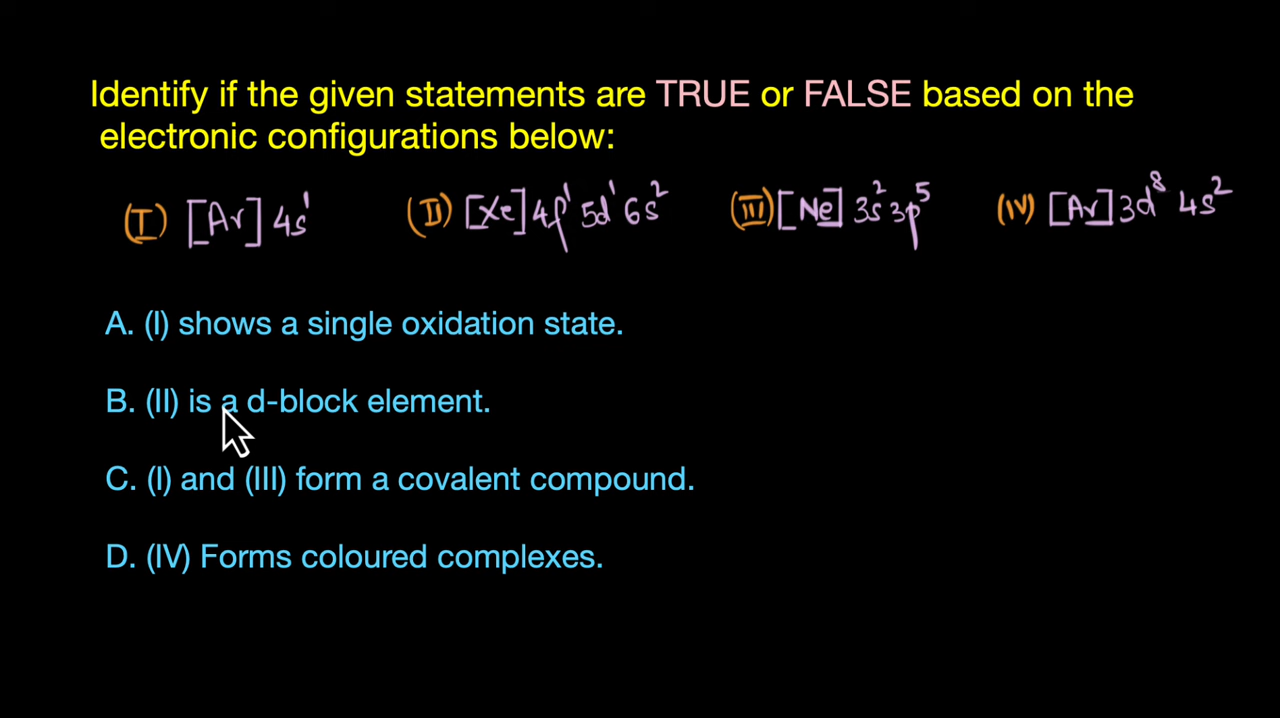 Identify if the given statements are TRUE or FALSE based on the
electronic configurations below:
(I) [Ar] 4s¹ (II) [Xe] 4f¹ 5d¹ 6s² (III) [Ne] 3s² 3p⁵ (IV) [Ar] 3d⁸ 4s²
A. (I) shows a single oxidation state.
B. (II) is a d-block element.
C. (I) and (III) form a covalent compound.
D. (IV) Forms coloured complexes.